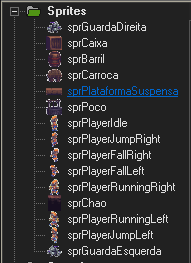 Sprites
sprGuardaDireita
sprCaixa
sprBarril
sprCarroca
sprPlataformaSuspensa
sprPoco
sprPlayerIdle
sprPlayerJumpRight
sprPlayerFallRight
sprPlayerFallLeft
sprPlayerRunningRight
sprChao
sprPlayerRunningLeft
sprPlayerJumpLeft
sprGuardaEsquerda